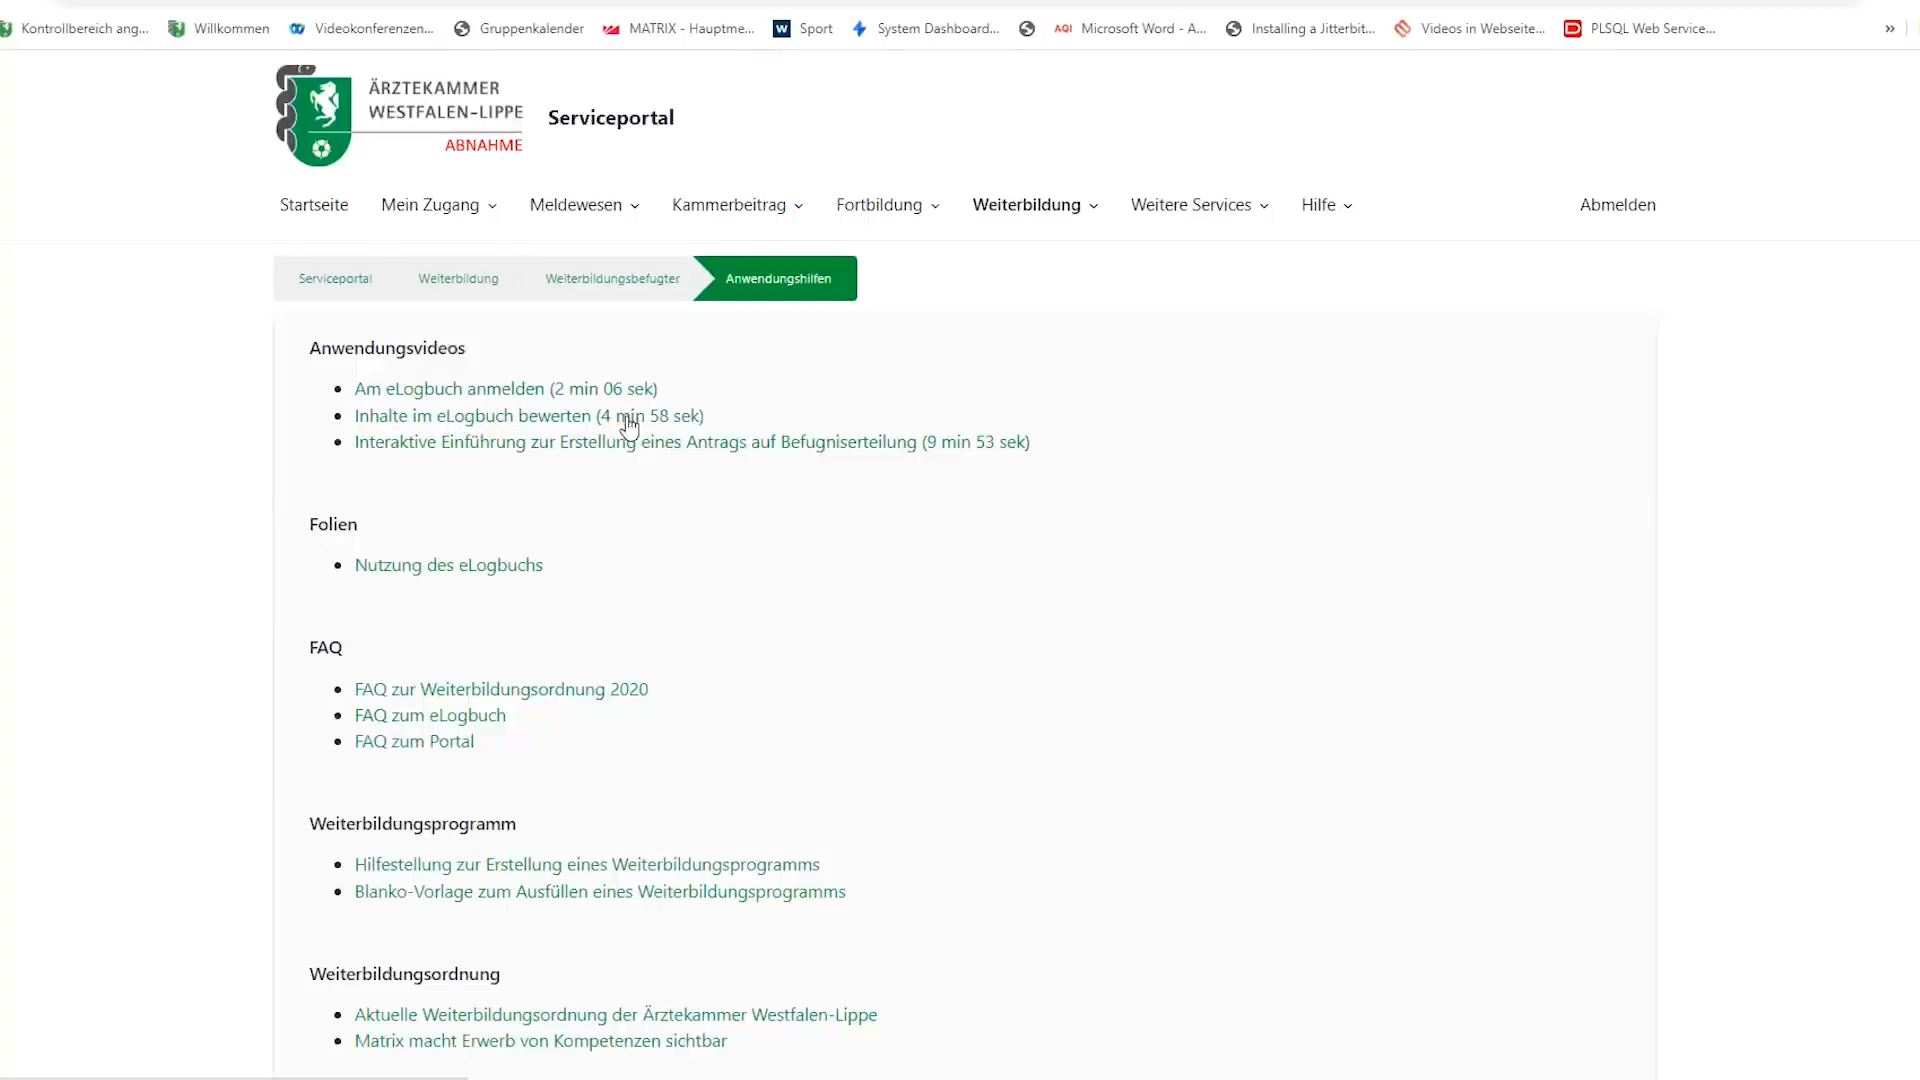 Kontrollbereich ang...
Willkommen
Videokonferenzen...
Gruppenkalender
MATRIX - Hauptme...
W Sport
System Dashboard...
AQI Microsoft Word - A...
Installing a Jitterbit...
Videos in Webseite...
PLSQL Web Service...
»
ÄRZTEKAMMER
WESTFALEN-LIPPE
ABNAHME
Serviceportal
Startseite Mein Zugang Meldewesen Kammerbeitrag Fortbildung Weiterbildung Weitere Services Hilfe Abmelden
Serviceportal Weiterbildung Weiterbildungsbefugter Anwendungshilfen
Anwendungsvideos
• Am eLogbuch anmelden (2 min 06 sek)
• Inhalte im eLogbuch bewerten (4 min 58 sek)
• Interaktive Einführung zur Erstellung eines Antrags auf Befugniserteilung (9 min 53 sek)
Folien
• Nutzung des eLogbuchs
FAQ
• FAQ zur Weiterbildungsordnung 2020
• FAQ zum eLogbuch
• FAQ zum Portal
Weiterbildungsprogramm
• Hilfestellung zur Erstellung eines Weiterbildungsprogramms
• Blanko-Vorlage zum Ausfüllen eines Weiterbildungsprogramms
Weiterbildungsordnung
• Aktuelle Weiterbildungsordnung der Ärztekammer Westfalen-Lippe
• Matrix macht Erwerb von Kompetenzen sichtbar